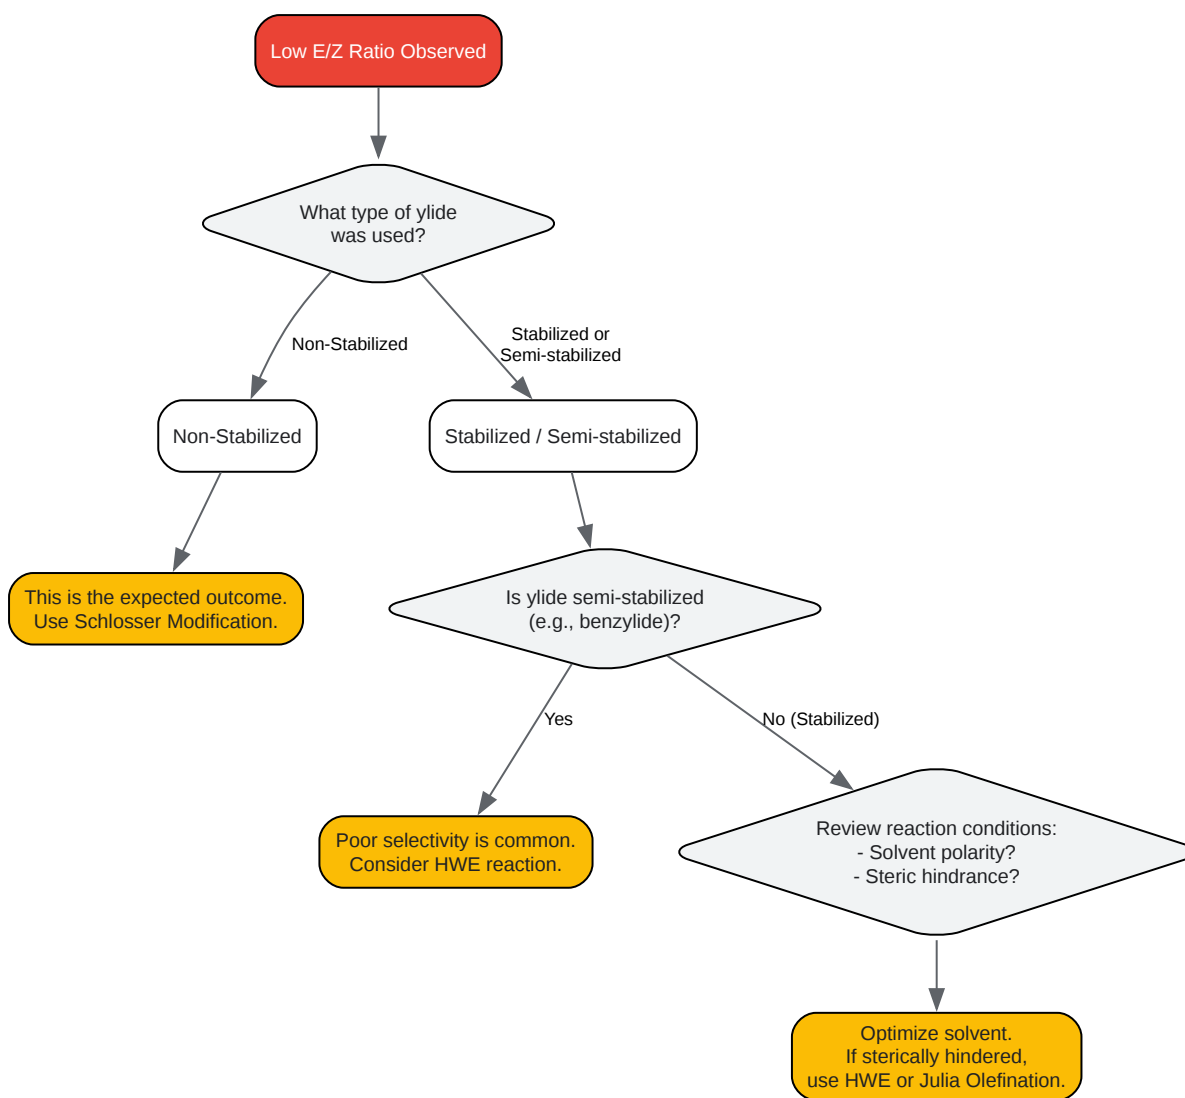 Low E/Z Ratio Observed
What type of ylide
was used?
Non-Stabilized
Stabilized or
Semi-stabilized
Non-Stabilized
Stabilized / Semi-stabilized
This is the expected outcome.
Use Schlosser Modification.
Is ylide semi-stabilized
(e.g., benzylide)?
Yes
No (Stabilized)
Poor selectivity is common.
Consider HWE reaction.
Review reaction conditions:
- Solvent polarity?
- Steric hindrance?
Optimize solvent.
If sterically hindered,
use HWE or Julia Olefination.